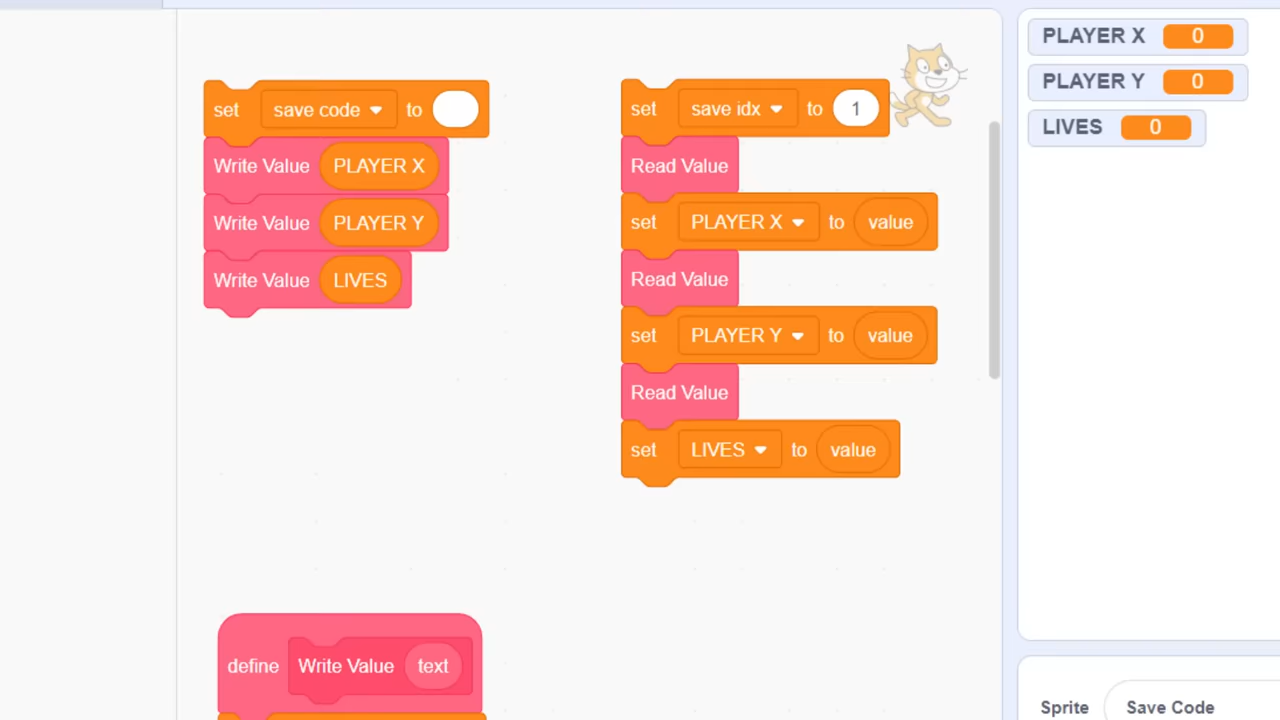 set save code to
Write Value PLAYER X
Write Value PLAYER Y
Write Value LIVES
define Write Value text
set save idx to 1
Read Value
set PLAYER X to value
Read Value
set PLAYER Y to value
Read Value
set LIVES to value
PLAYER X 0
PLAYER Y 0
LIVES 0
Sprite Save Code